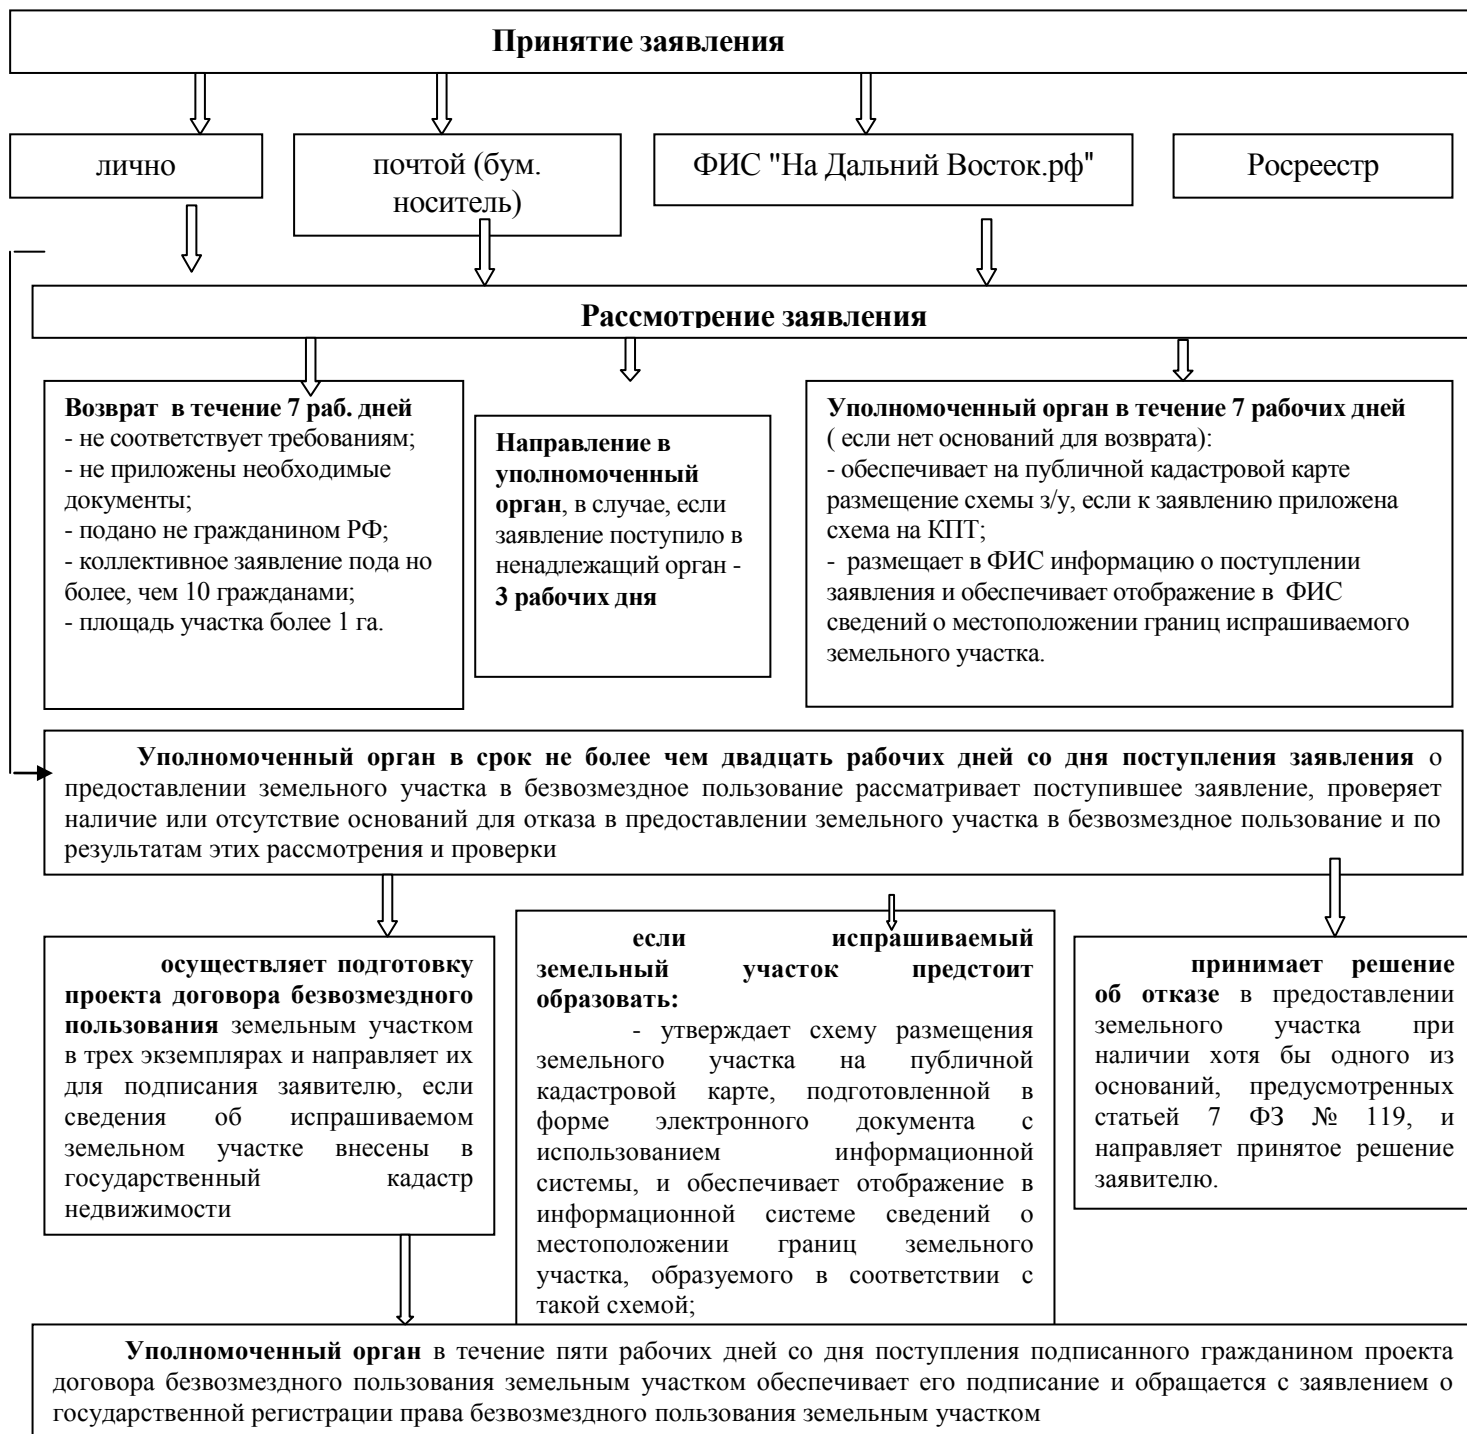 Принятие заявления
лично
почтой (бум.
носитель)
ФИС "На Дальний Восток.рф"
Росреестр
Рассмотрение заявления
Возврат в течение 7 раб. дней
- не соответствует требованиям;
- не приложены необходимые
документы;
- подано не гражданином РФ;
- коллективное заявление пода но
более, чем 10 гражданами;
- площадь участка более 1 га.
Направление в
уполномоченный
орган, в случае, если
заявление поступило в
ненадлежащий орган -
3 рабочих дня
Уполномоченный орган в течение 7 рабочих дней
( если нет оснований для возврата):
- обеспечивает на публичной кадастровой карте
размещение схемы з/у, если к заявлению приложена
схема на КПТ;
- размещает в ФИС информацию о поступлении
заявления и обеспечивает отображение в ФИС
сведений о местоположении границ испрашиваемого
земельного участка.
Уполномоченный орган в срок не более чем двадцать рабочих дней со дня поступления заявления о
предоставлении земельного участка в безвозмездное пользование рассматривает поступившее заявление, проверяет
наличие или отсутствие оснований для отказа в предоставлении земельного участка в безвозмездное пользование и по
результатам этих рассмотрения и проверки
осуществляет подготовку
проекта договора безвозмездного
пользования земельным участком
в трех экземплярах и направляет их
для подписания заявителю, если
сведения об испрашиваемом
земельном участке внесены в
государственный кадастр
недвижимости
если испрашиваемый
земельный участок предстоит
образовать:
- утверждает схему размещения
земельного участка на публичной
кадастровой карте, подготовленной в
форме электронного документа с
использованием информационной
системы, и обеспечивает отображение в
информационной системе сведений о
местоположении границ земельного
участка, образуемого в соответствии с
такой схемой;
принимает решение
об отказе в предоставлении
земельного участка при
наличии хотя бы одного из
оснований, предусмотренных
статьей 7 ФЗ № 119, и
направляет принятое решение
заявителю.
Уполномоченный орган в течение пяти рабочих дней со дня поступления подписанного гражданином проекта
договора безвозмездного пользования земельным участком обеспечивает его подписание и обращается с заявлением о
государственной регистрации права безвозмездного пользования земельным участком